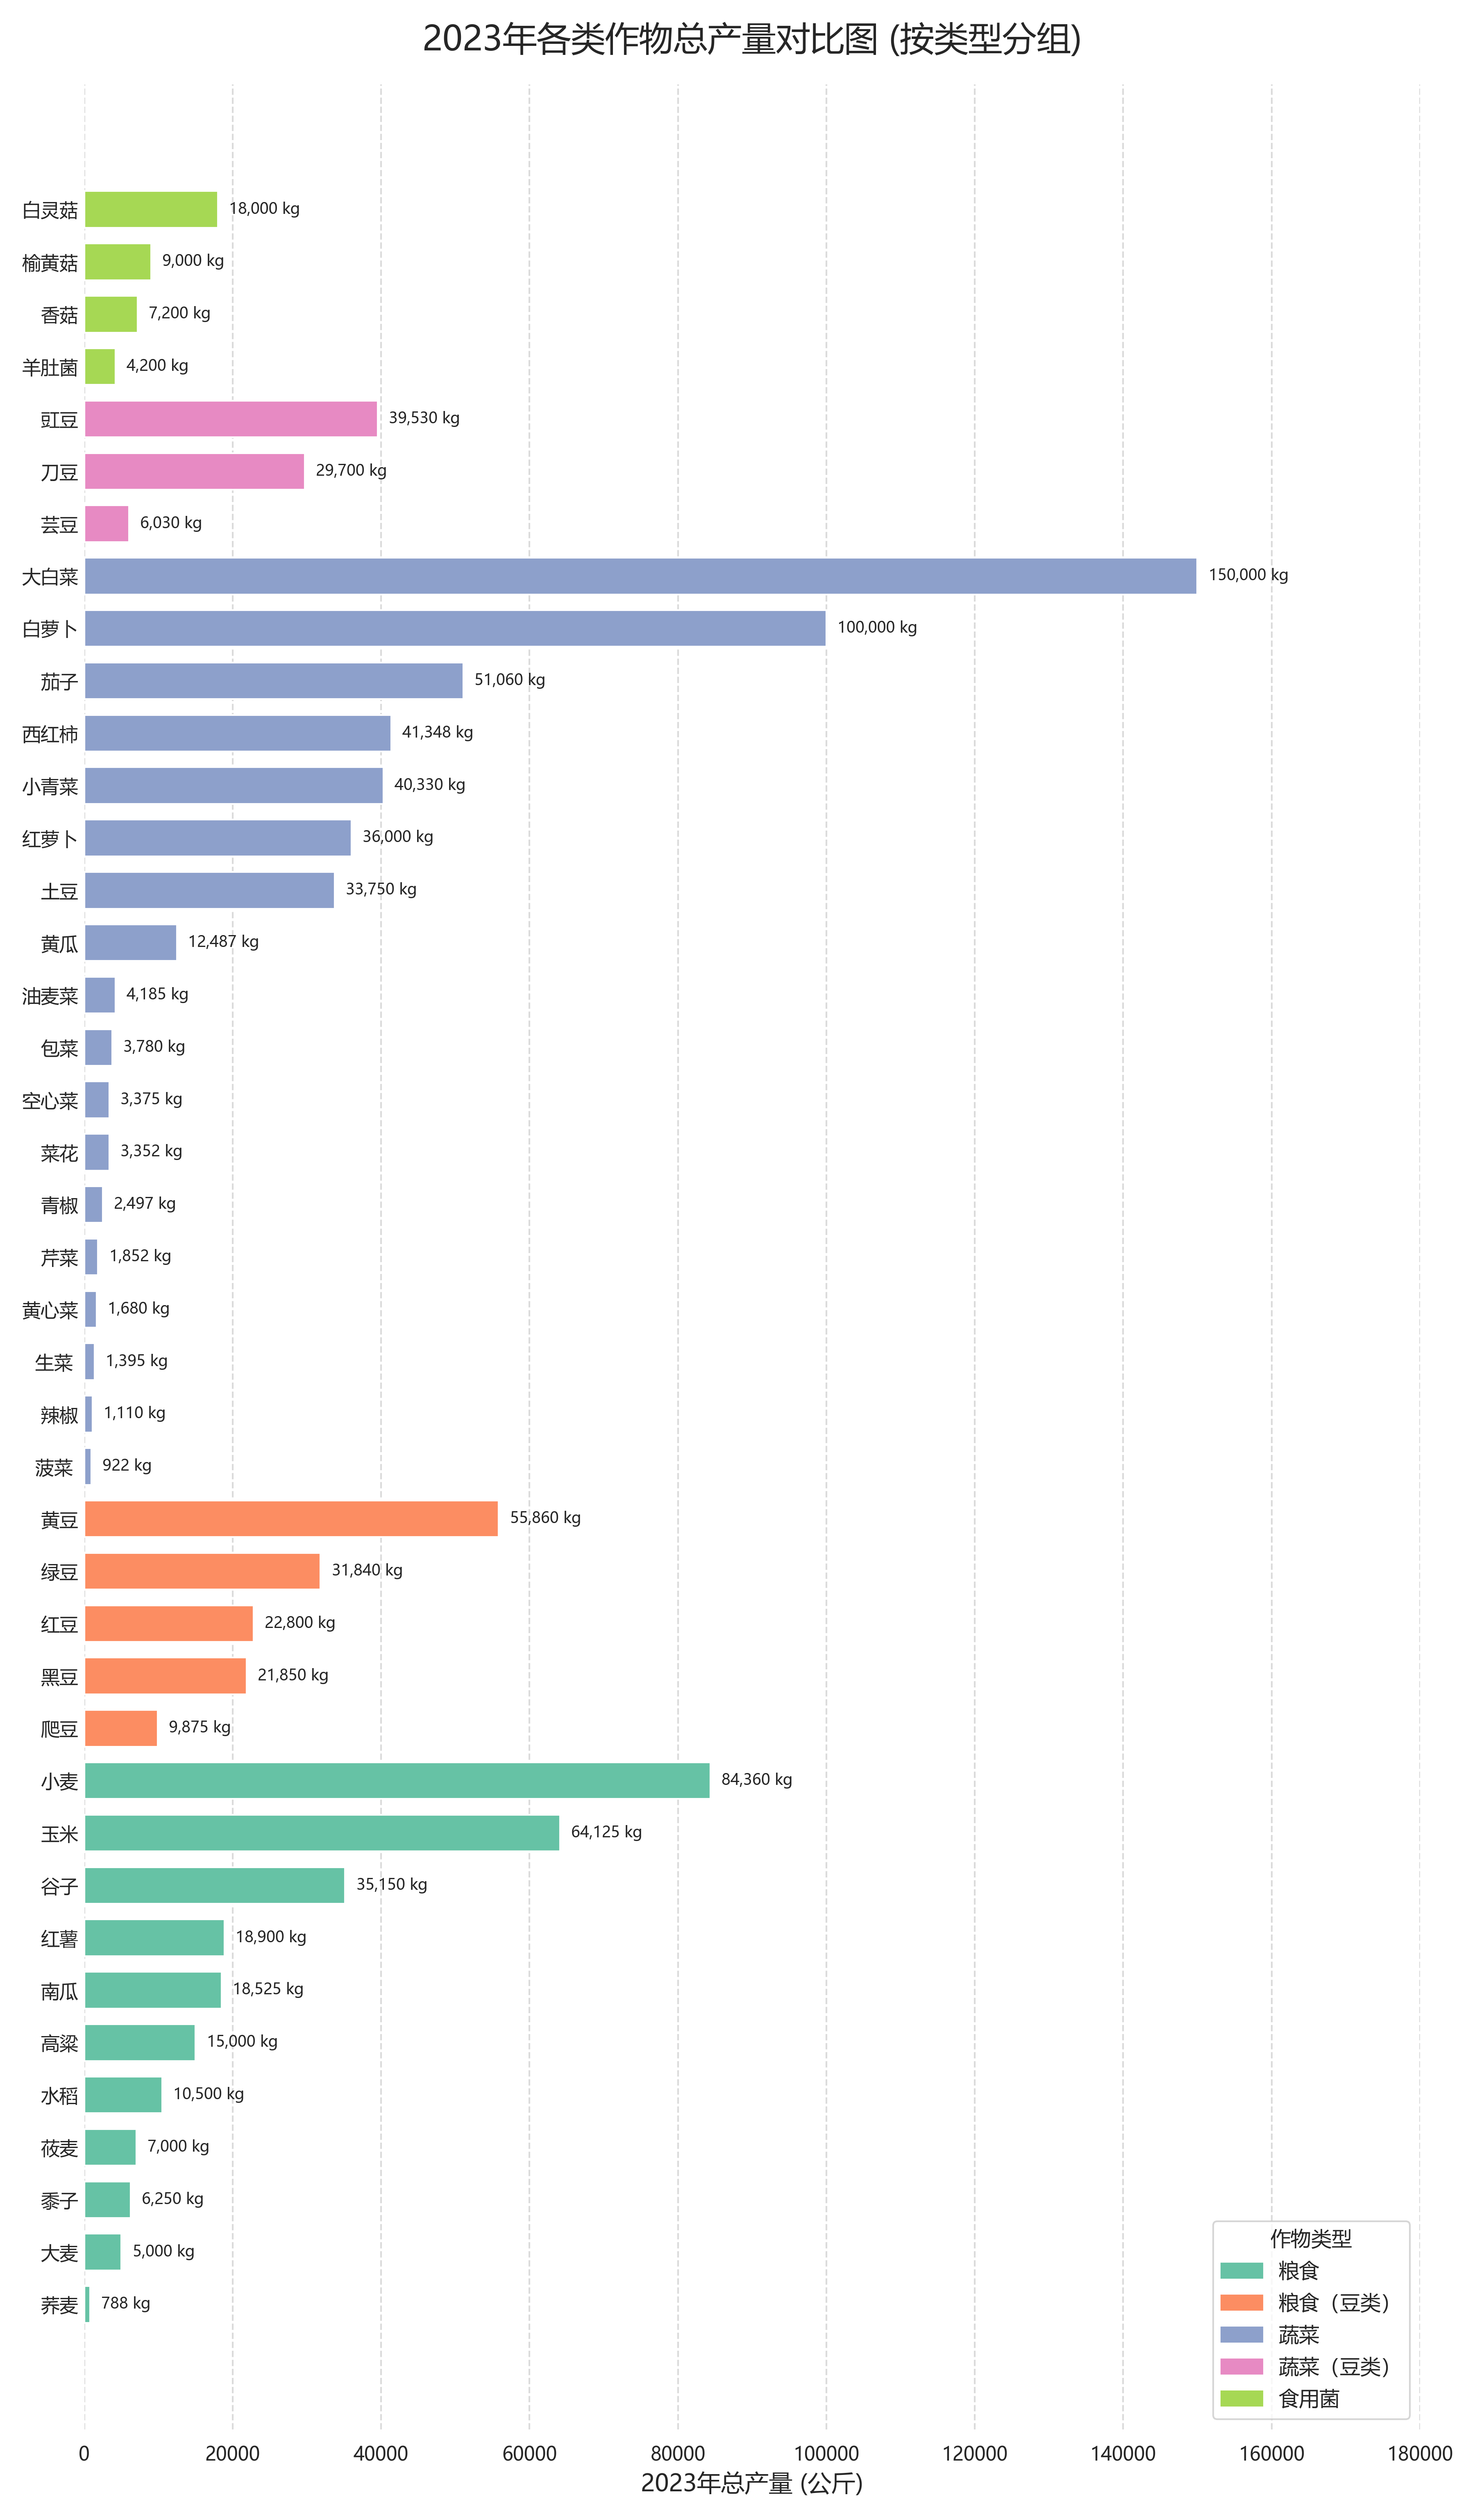 2023年各类作物总产量对比图 (按类型分组)
白灵菇 18,000 kg
榆黄菇 9,000 kg
香菇 7,200 kg
羊肚菌 4,200 kg
豇豆 39,530 kg
刀豆 29,700 kg
芸豆 6,030 kg
大白菜 150,000 kg
白萝卜 100,000 kg
茄子 51,060 kg
西红柿 41,348 kg
小青菜 40,330 kg
红萝卜 36,000 kg
土豆 33,750 kg
黄瓜 12,487 kg
油麦菜 4,185 kg
包菜 3,780 kg
空心菜 3,375 kg
菜花 3,352 kg
青椒 2,497 kg
芹菜 1,852 kg
黄心菜 1,680 kg
生菜 1,395 kg
辣椒 1,110 kg
菠菜 922 kg
黄豆 55,860 kg
绿豆 31,840 kg
红豆 22,800 kg
黑豆 21,850 kg
爬豆 9,875 kg
小麦 84,360 kg
玉米 64,125 kg
谷子 35,150 kg
红薯 18,900 kg
南瓜 18,525 kg
高粱 15,000 kg
水稻 10,500 kg
莜麦 7,000 kg
黍子 6,250 kg
大麦 5,000 kg
荞麦 788 kg
作物类型
粮食
粮食（豆类）
蔬菜
蔬菜（豆类）
食用菌
0 20000 40000 60000 80000 100000 120000 140000 160000 180000
2023年总产量 (公斤)